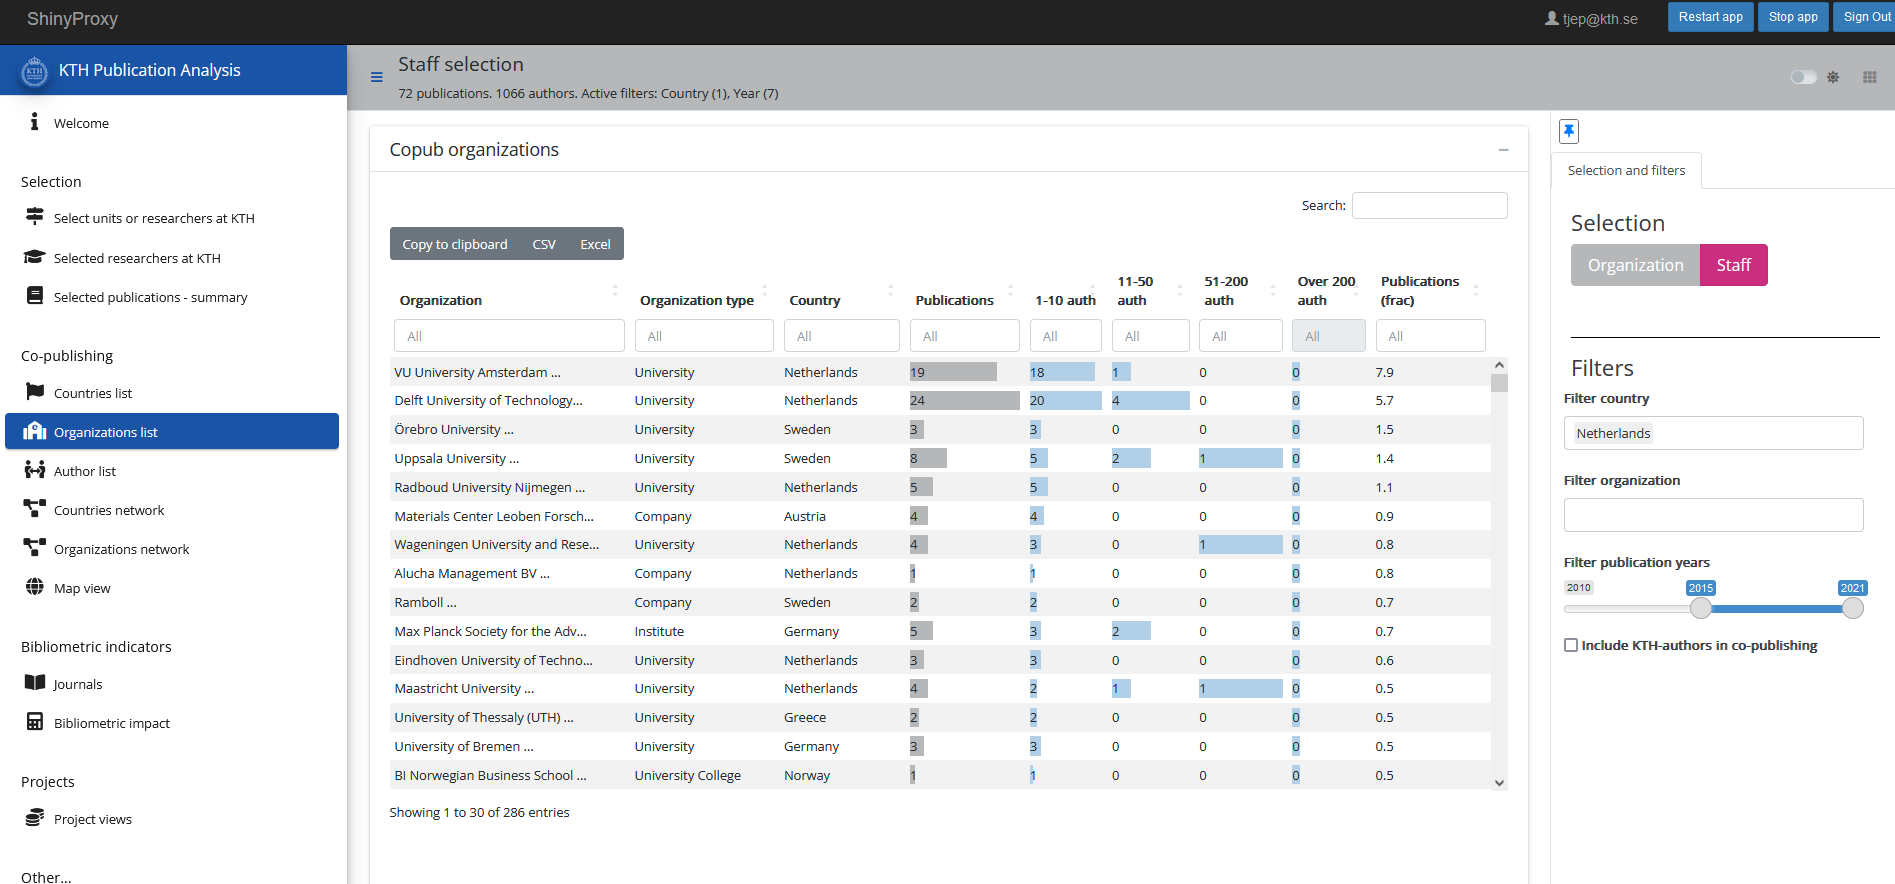 ShinyProxy
tjep@kth.se
Restart app
Stop app
Sign Out
KTH
KTH Publication Analysis
Welcome
Selection
Select units or researchers at KTH
Selected researchers at KTH
Selected publications - summary
Co-publishing
Countries list
Organizations list
Author list
Countries network
Organizations network
Map view
Bibliometric indicators
Journals
Bibliometric impact
Projects
Project views
Other...
Staff selection
72 publications. 1066 authors. Active filters: Country (1), Year (7)
Copub organizations
Search:
Copy to clipboard CSV Excel
Organization Organization type Country Publications 1-10 auth 11-50 auth 51-200 auth Over 200 auth Publications (frac)
All All All All All All All All All
VU University Amsterdam ... University Netherlands 19 18 1 0 0 7.9
Delft University of Technology... University Netherlands 24 20 4 0 0 5.7
Örebro University ... University Sweden 3 3 0 0 0 1.5
Uppsala University ... University Sweden 8 5 2 1 0 1.4
Radboud University Nijmegen ... University Netherlands 5 5 0 0 0 1.1
Materials Center Leoben Forsch... Company Austria 4 4 0 0 0 0.9
Wageningen University and Rese... University Netherlands 4 3 0 1 0 0.8
Alucha Management BV ... Company Netherlands 1 1 0 0 0 0.8
Ramboll ... Company Sweden 2 2 0 0 0 0.7
Max Planck Society for the Adv... Institute Germany 5 3 2 0 0 0.7
Eindhoven University of Techno... University Netherlands 3 3 0 0 0 0.6
Maastricht University ... University Netherlands 4 2 1 1 0 0.5
University of Thessaly (UTH) ... University Greece 2 2 0 0 0 0.5
University of Bremen ... University Germany 3 3 0 0 0 0.5
BI Norwegian Business School ... University College Norway 1 1 0 0 0 0.5
Showing 1 to 30 of 286 entries
Selection and filters
Selection
Organization Staff
Filters
Filter country
Netherlands
Filter organization
Filter publication years
2010 2015 2021
Include KTH-authors in co-publishing